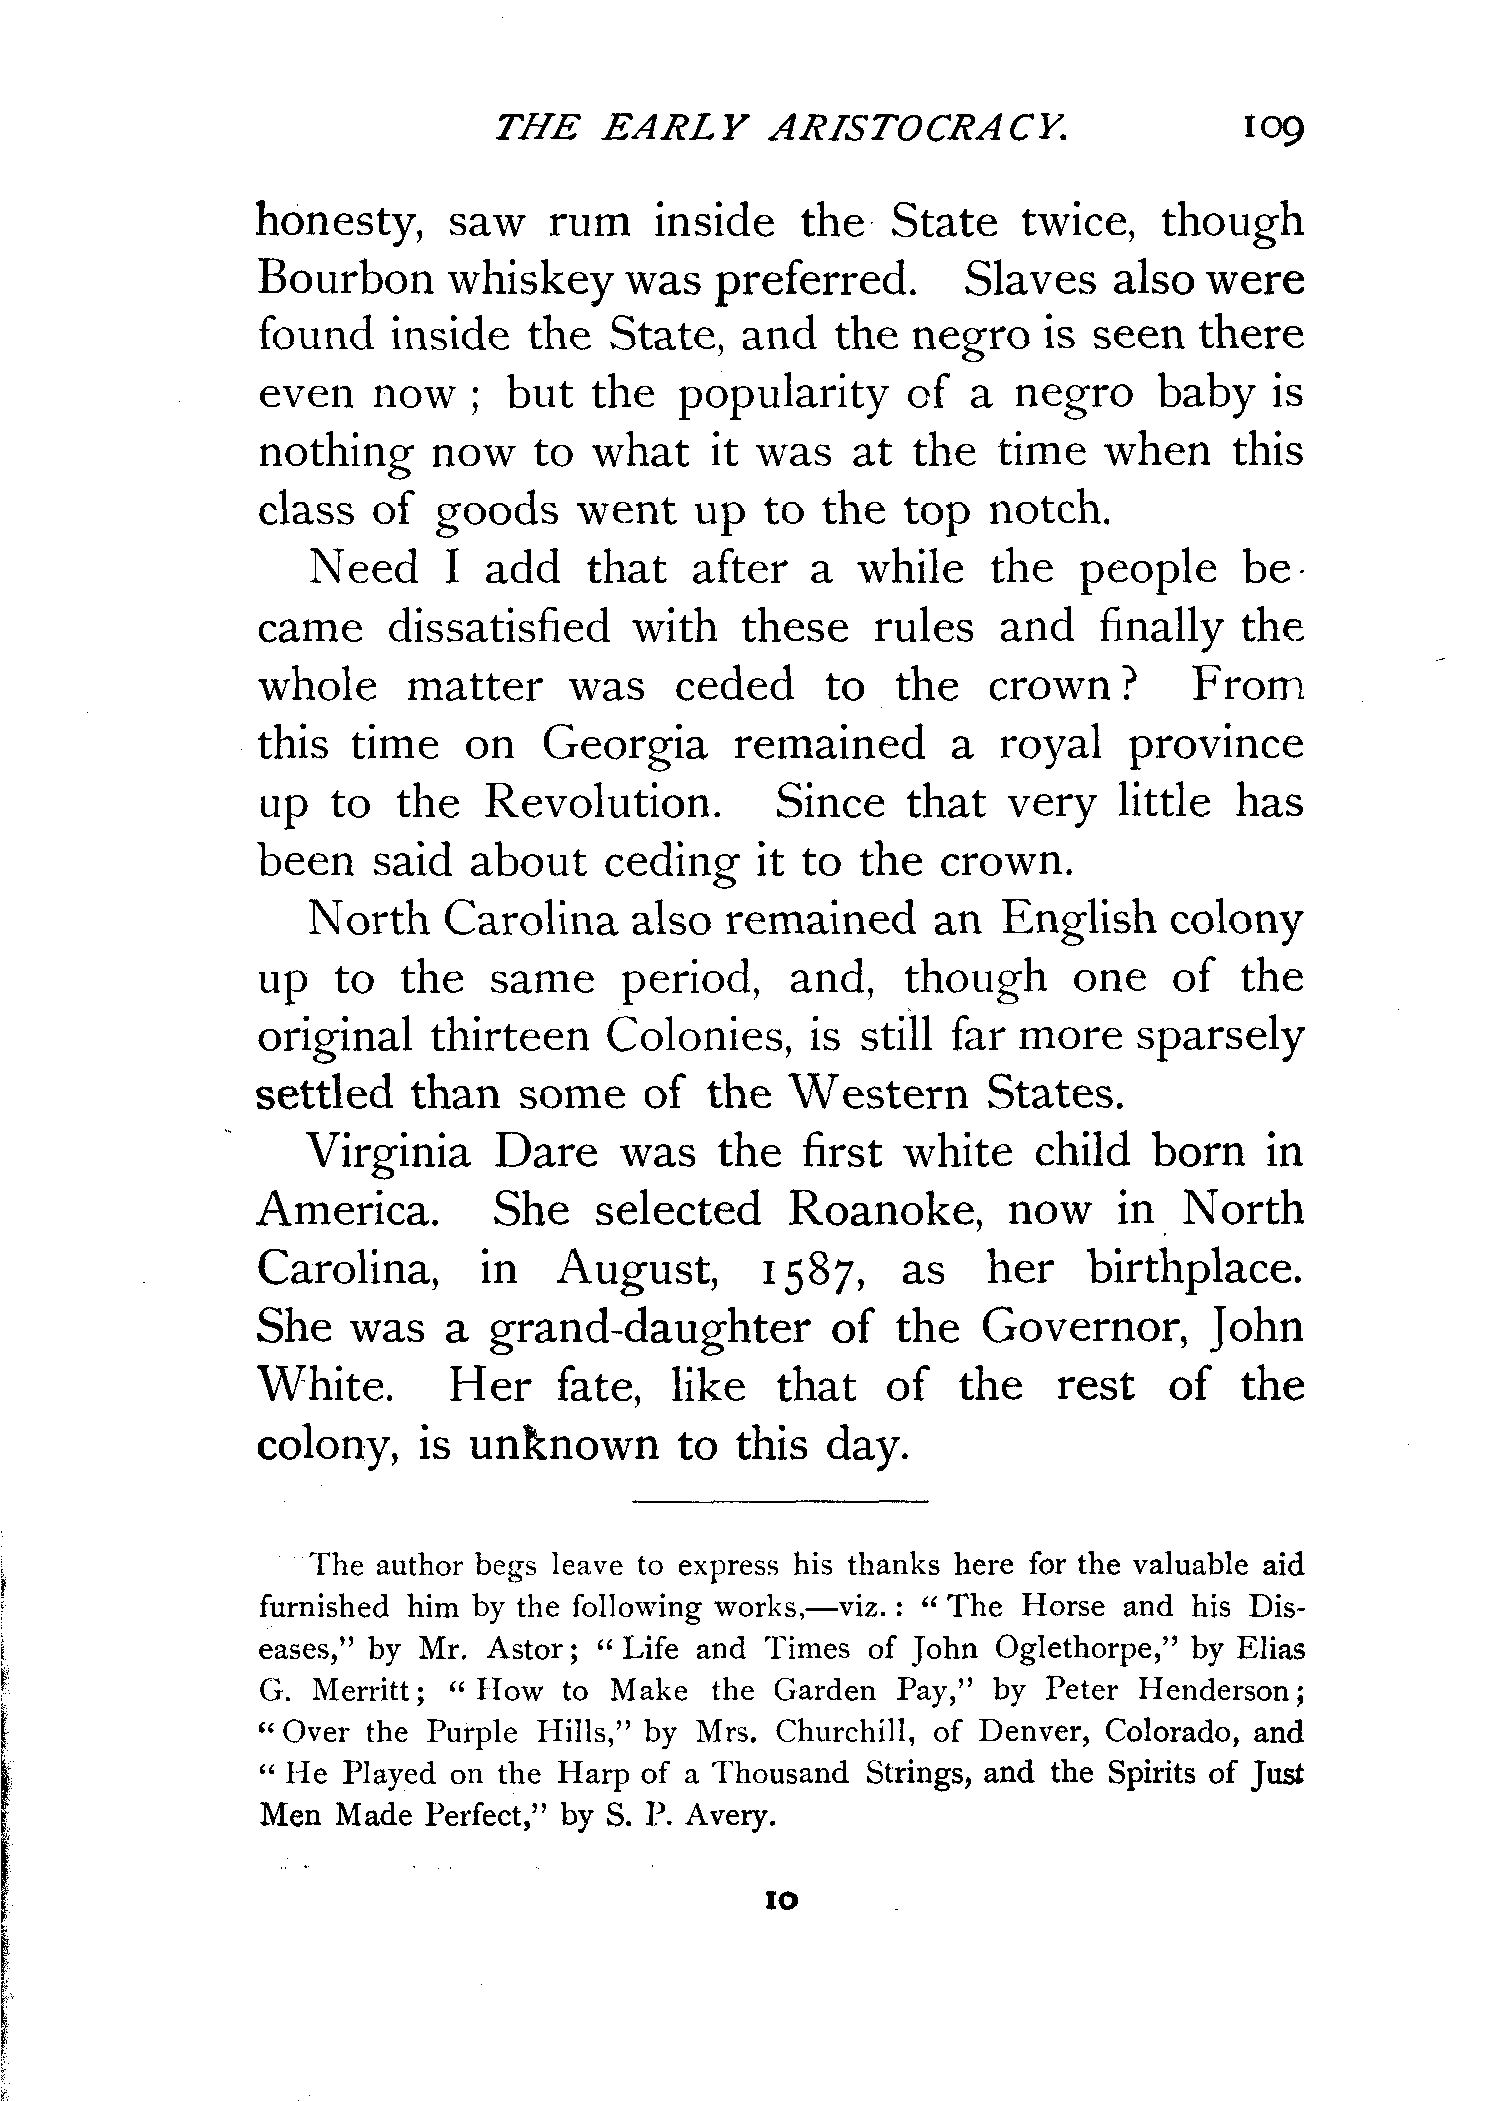 THE EARLY ARISTOCRACY. 109
honesty, saw rum inside the State twice, though
Bourbon whiskey was preferred. Slaves also were
found inside the State, and the negro is seen there
even now ; but the popularity of a negro baby is
nothing now to what it was at the time when this
class of goods went up to the top notch.
Need I add that after a while the people be-
came dissatisfied with these rules and finally the
whole matter was ceded to the crown? From
this time on Georgia remained a royal province
up to the Revolution. Since that very little has
been said about ceding it to the crown.
North Carolina also remained an English colony
up to the same period, and, though one of the
original thirteen Colonies, is still far more sparsely
settled than some of the Western States.
Virginia Dare was the first white child born in
America. She selected Roanoke, now in North
Carolina, in August, 1587, as her birthplace.
She was a grand-daughter of the Governor, John
White. Her fate, like that of the rest of the
colony, is unknown to this day.
The author begs leave to express his thanks here for the valuable aid
furnished him by the following works,—viz. : “ The Horse and his Dis-
eases,” by Mr. Astor; “ Life and Times of John Oglethorpe,” by Elias
G. Merritt; “ How to Make the Garden Pay,” by Peter Henderson;
“ Over the Purple Hills,” by Mrs. Churchill, of Denver, Colorado, and
“ He Played on the Harp of a Thousand Strings, and the Spirits of Just
Men Made Perfect,” by S. P. Avery.
10